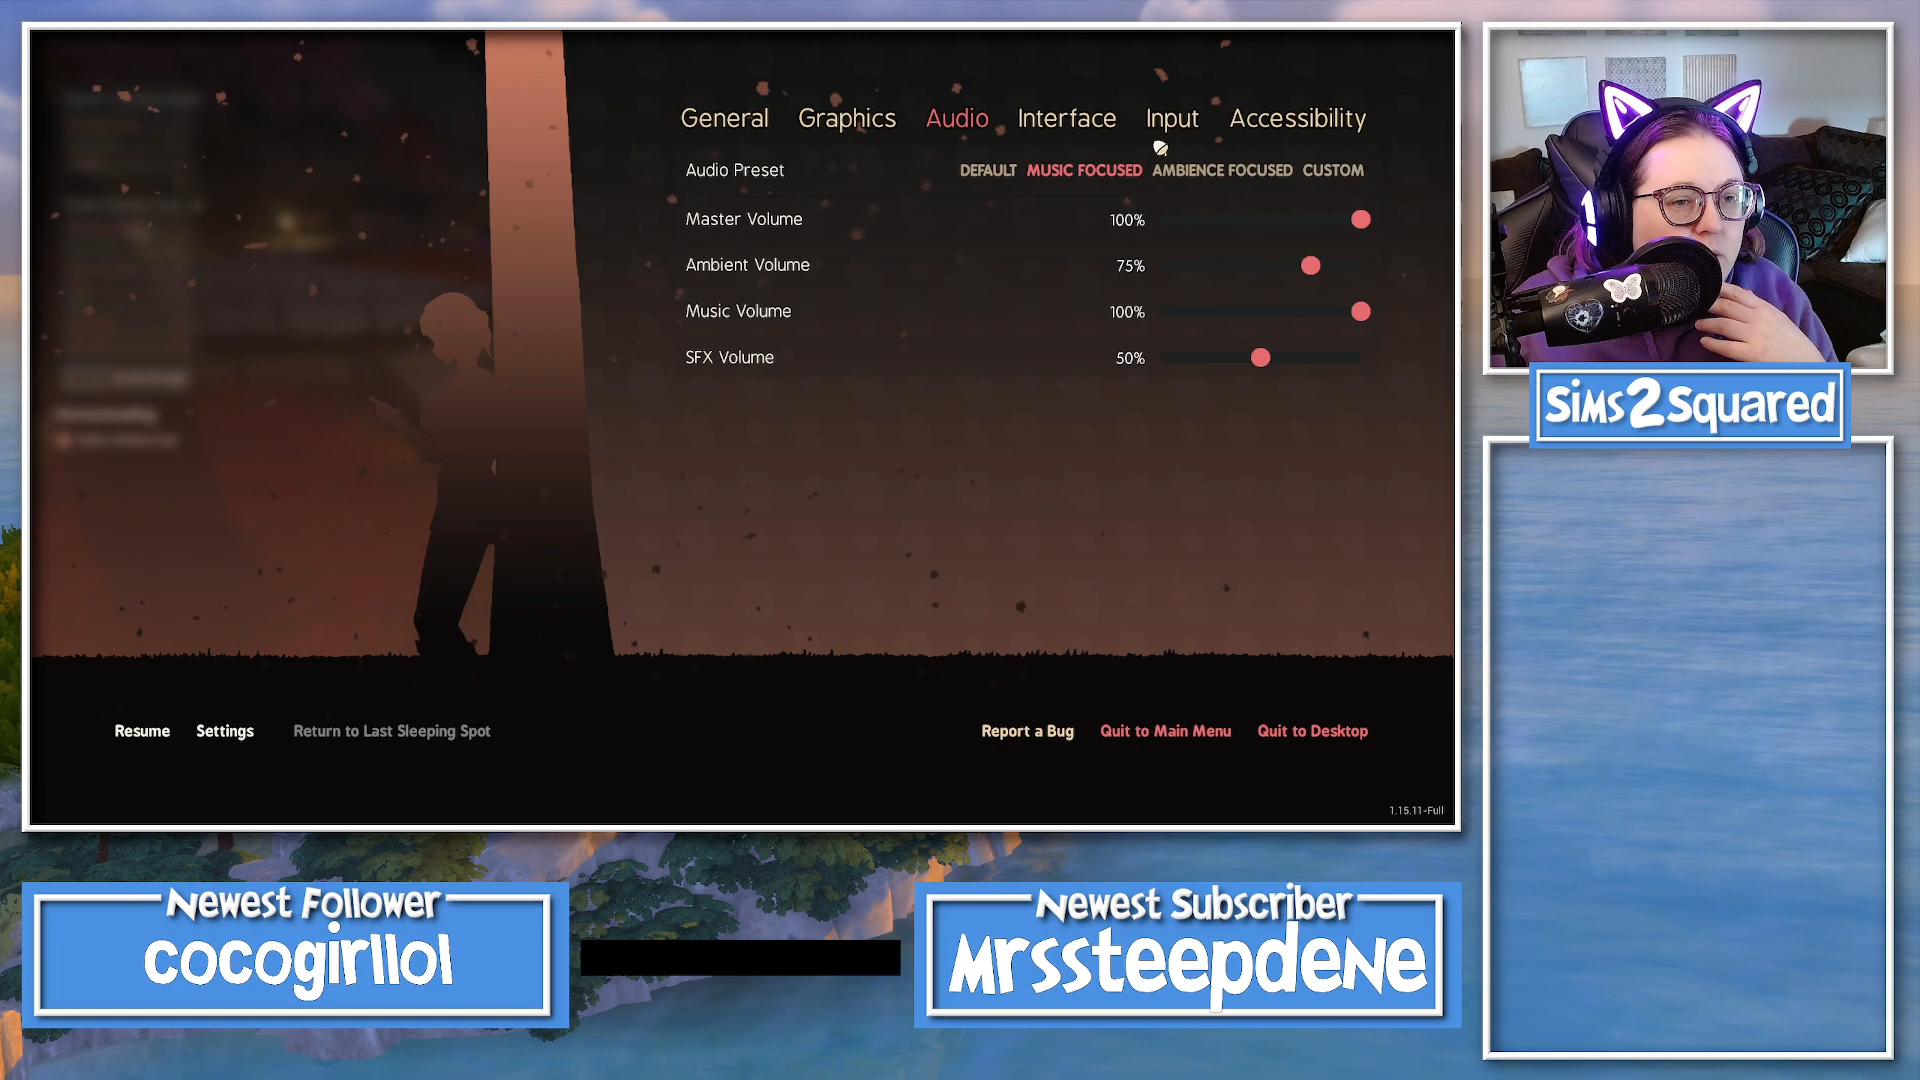 General Graphics Audio Interface Input Accessibility
Audio Preset DEFAULT MUSIC FOCUSED AMBIENCE FOCUSED CUSTOM
Master Volume 100%
Ambient Volume 75%
Music Volume 100%
SFX Volume 50%
Resume Settings Return to Last Sleeping Spot Report a Bug Quit to Main Menu Quit to Desktop
1.15.11-Full
Sims2Squared
Newest Follower
cocogirllol
Newest Subscriber
Mrssteepdene